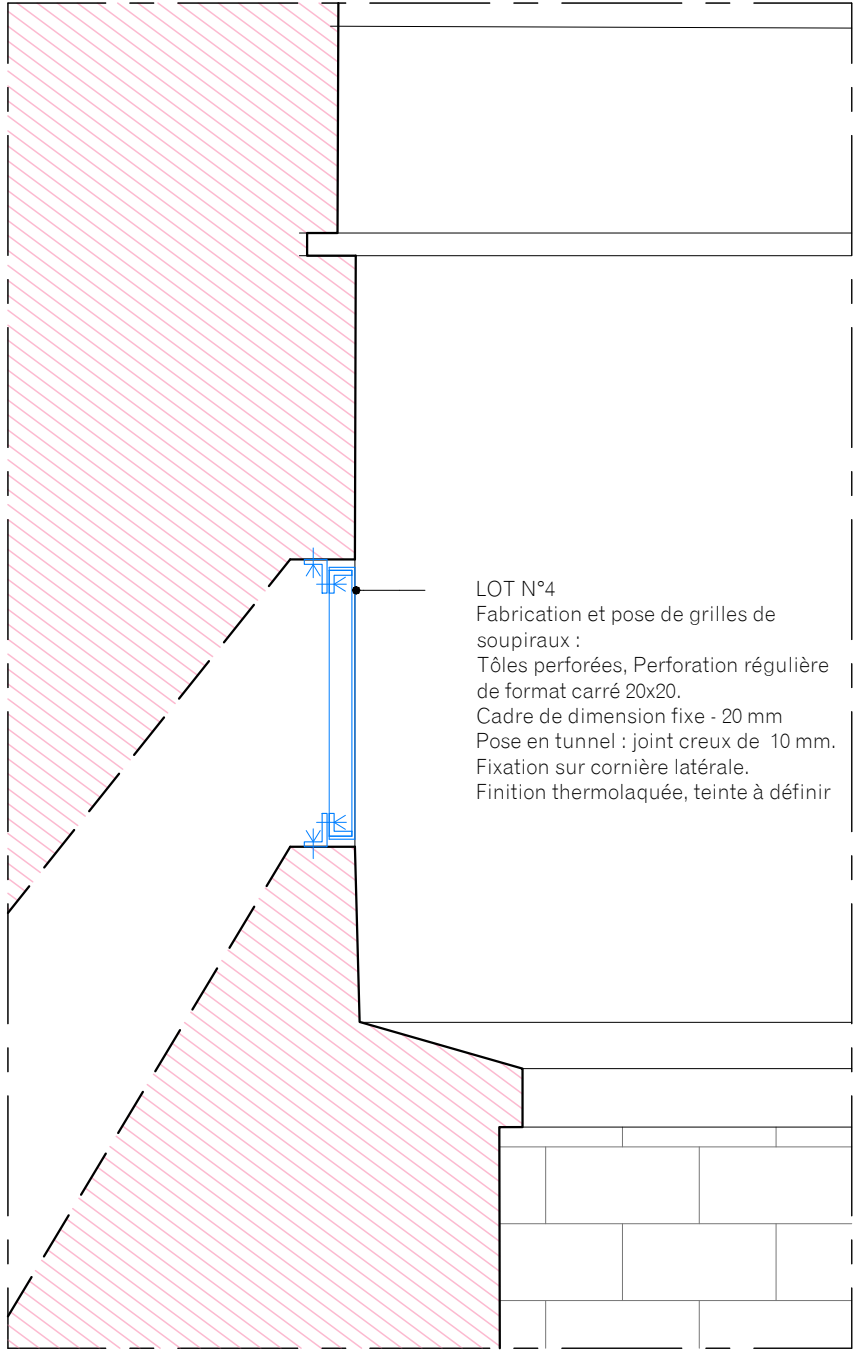 LOT N°4
Fabrication et pose de grilles de
soupiraux :
Tôles perforées, Perforation régulière
de format carré 20x20.
Cadre de dimension fixe - 20 mm
Pose en tunnel : joint creux de 10 mm.
Fixation sur cornière latérale.
Finition thermolaquée, teinte à définir